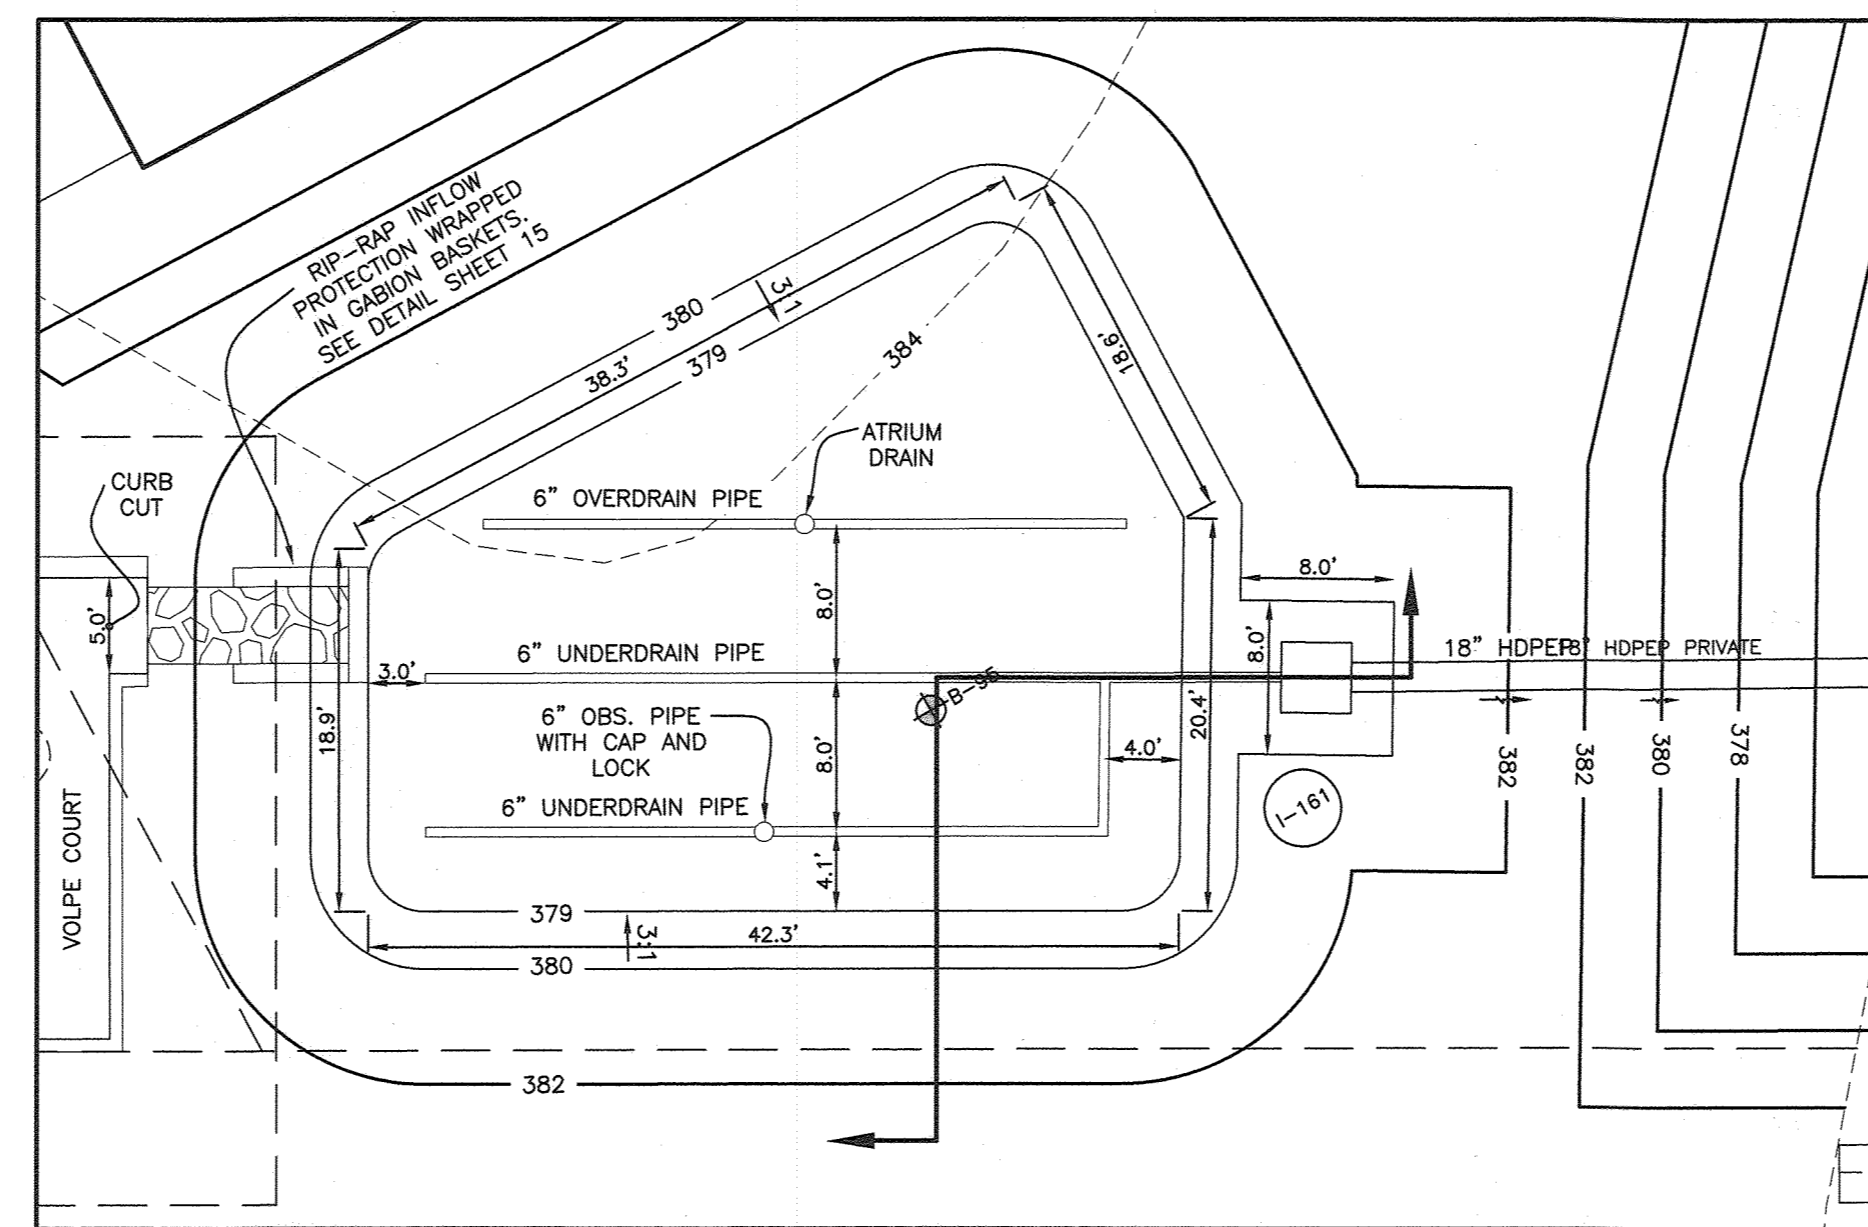 RIP-RAP INFLOW
PROTECTION WRAPPED
IN GABION BASKETS.
SEE DETAIL SHEET 15
380
3:1
379
38.3'
384
18.6'
ATRIUM
DRAIN
CURB
CUT
6" OVERDRAIN PIPE
8.0'
8.0'
5.0'
8.0'
6" UNDERDRAIN PIPE
18" HDPEP
18" HDPEP PRIVATE
3.0'
B-95
20.4'
18.9'
6" OBS. PIPE
WITH CAP AND
LOCK
8.0'
4.0'
382
382
380
378
6" UNDERDRAIN PIPE
I-161
VOLPE COURT
4.1'
379
3:1
42.3'
380
382